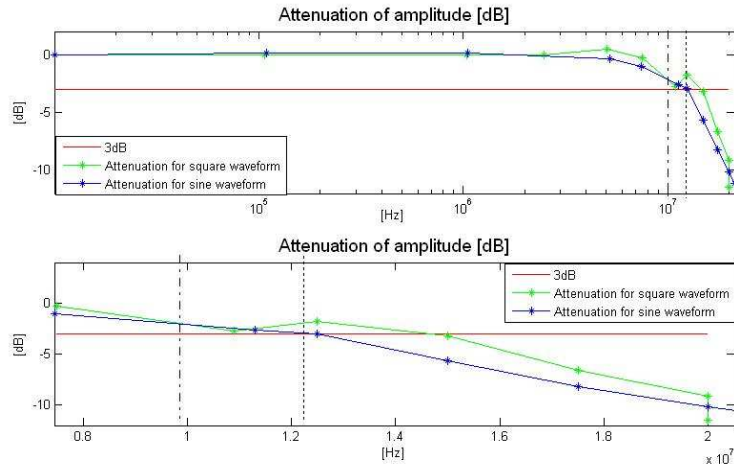 Attenuation of amplitude [dB]
0
-5
-10
[dB]
3dB
Attenuation for square waveform
Attenuation for sine waveform
10^5
10^6
10^7
[Hz]
Attenuation of amplitude [dB]
0
-5
-10
[dB]
3dB
Attenuation for square waveform
Attenuation for sine waveform
0.8
1
1.2
1.4
1.6
1.8
2
[Hz]
x 10^7